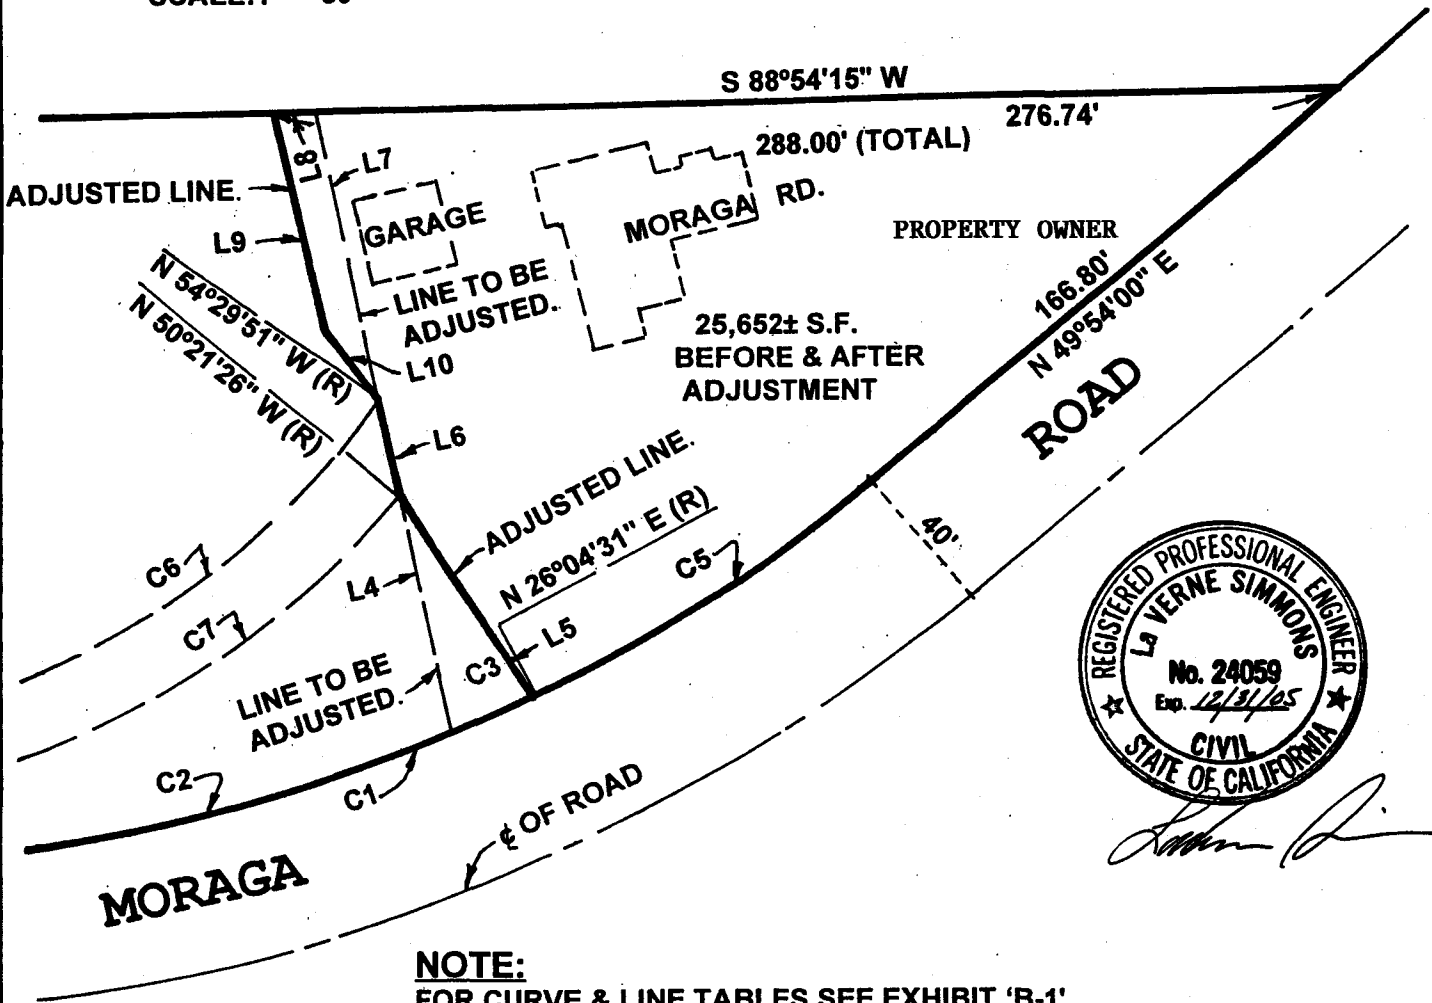 S 88°54'15" W
276.74'
288.00' (TOTAL)
L8
L7
ADJUSTED LINE.
L9
GARAGE
MORAGA RD.
PROPERTY OWNER
N 54°29'51" W (R)
N 50°21'26" W (R)
LINE TO BE
ADJUSTED.
166.80'
N 49°54'00" E
25,652± S.F.
BEFORE & AFTER
ADJUSTMENT
L10
ROAD
L6
ADJUSTED LINE.
N 26°04'31" E (R)
40'
C6
C7
L4
C5
L5
C3
LINE TO BE
ADJUSTED.
C2
C1
℄ OF ROAD
MORAGA
REGISTERED PROFESSIONAL ENGINEER
La VERNE SIMMONS
No. 24059
Exp. 12/31/05
CIVIL
STATE OF CALIFORNIA
NOTE:
FOR CURVE & LINE TABLES SEE EXHIBIT 'B-1'